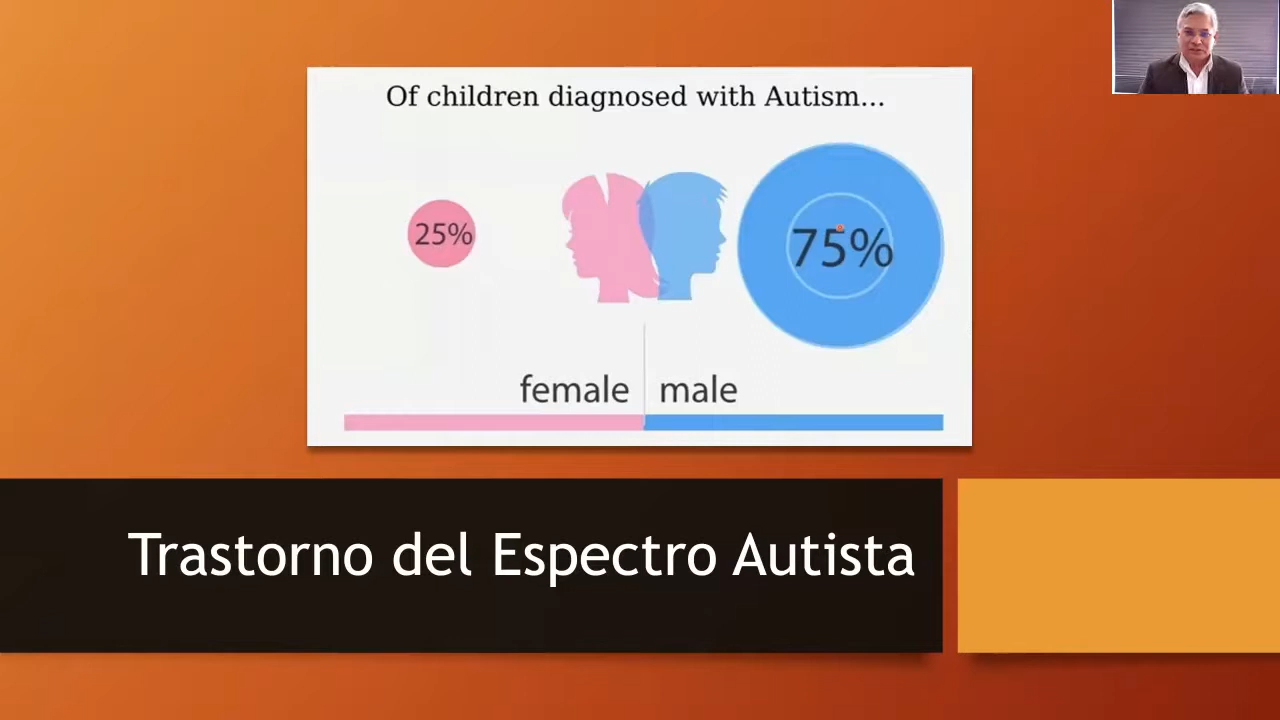 Of children diagnosed with Autism...
25%
75%
female
male
Trastorno del Espectro Autista